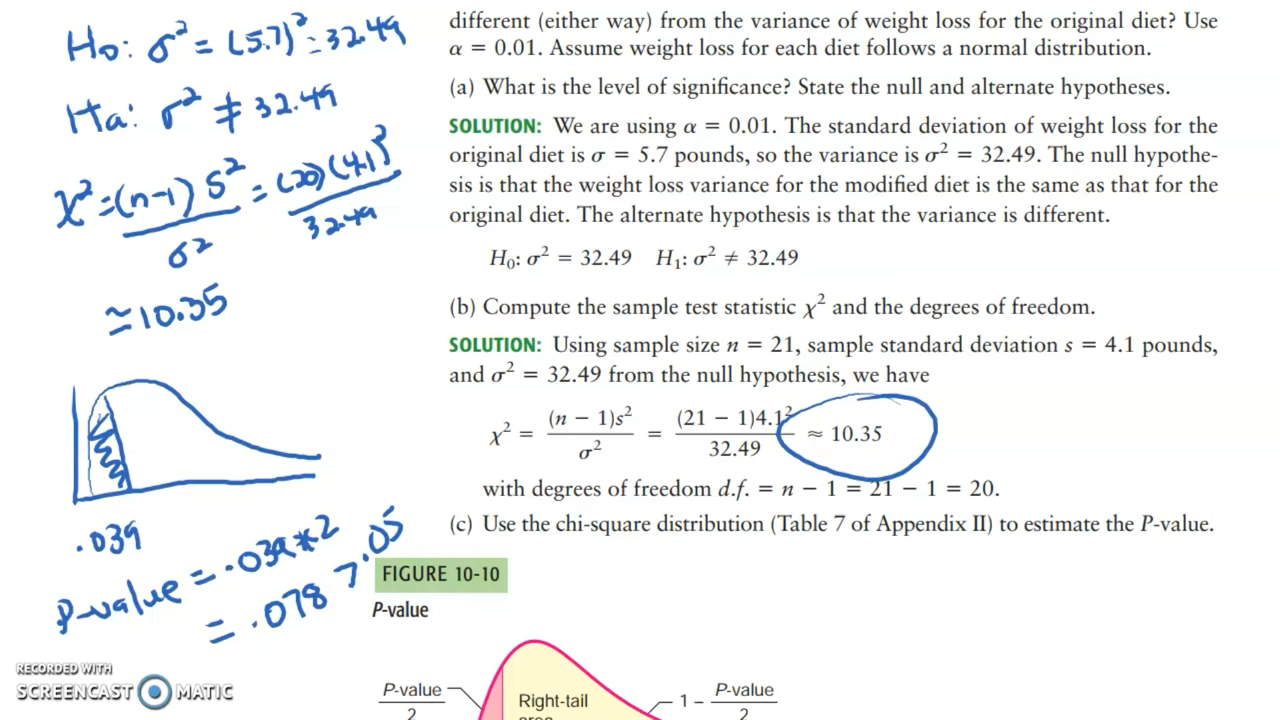 Ho: σ² = (5.7)² = 32.49
Ha: σ² ≠ 32.49
χ² = (n-1) S² / σ² = (20)(4.1)² / 32.49
≈ 10.35
.039
P-value = .039*2
= .078 > .05
different (either way) from the variance of weight loss for the original diet? Use
α = 0.01. Assume weight loss for each diet follows a normal distribution.
(a) What is the level of significance? State the null and alternate hypotheses.
SOLUTION: We are using α = 0.01. The standard deviation of weight loss for the
original diet is σ = 5.7 pounds, so the variance is σ² = 32.49. The null hypothe-
sis is that the weight loss variance for the modified diet is the same as that for the
original diet. The alternate hypothesis is that the variance is different.
H₀: σ² = 32.49 H₁: σ² ≠ 32.49
(b) Compute the sample test statistic χ² and the degrees of freedom.
SOLUTION: Using sample size n = 21, sample standard deviation s = 4.1 pounds,
and σ² = 32.49 from the null hypothesis, we have
χ² = (n − 1)s² / σ² = (21 − 1)4.1² / 32.49 ≈ 10.35
with degrees of freedom d.f. = n − 1 = 21 − 1 = 20.
(c) Use the chi-square distribution (Table 7 of Appendix II) to estimate the P-value.
FIGURE 10-10
P-value
P-value / 2
Right-tail
1 − P-value / 2
RECORDED WITH
SCREENCAST MATIC